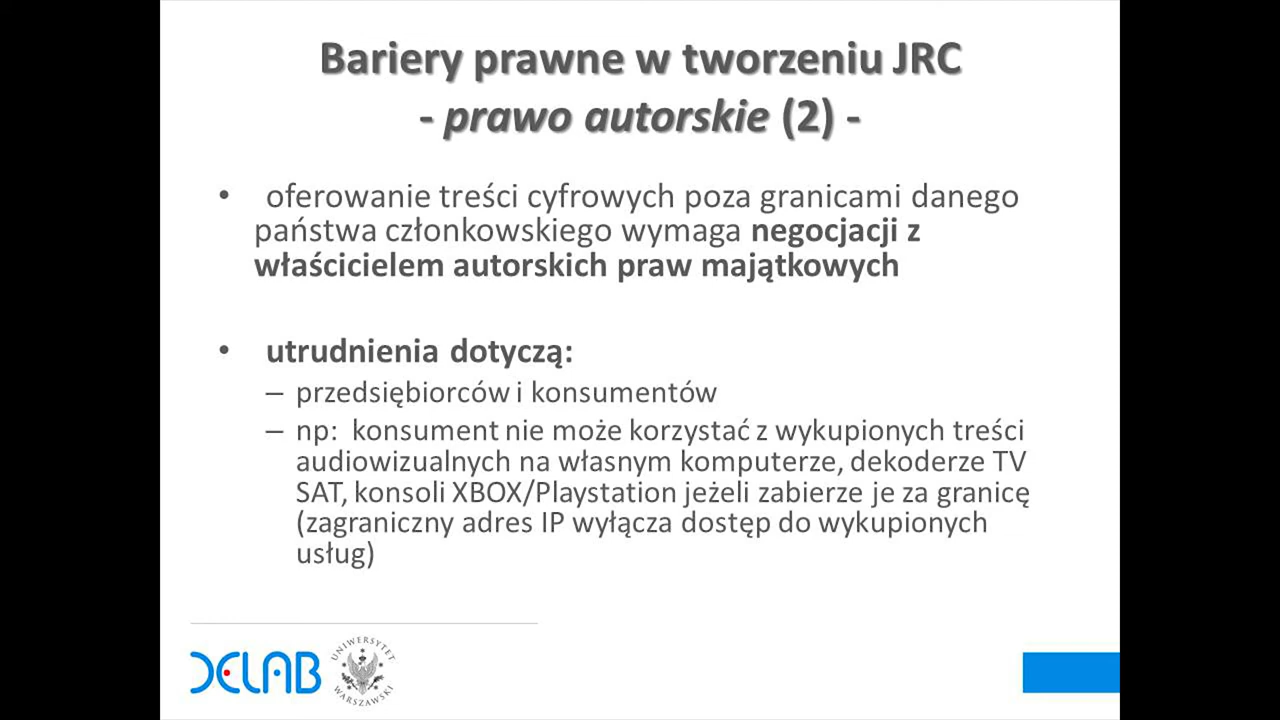 Bariery prawne w tworzeniu JRC
- prawo autorskie (2) -
• oferowanie treści cyfrowych poza granicami danego
państwa członkowskiego wymaga negocjacji z
właścicielem autorskich praw majątkowych
• utrudnienia dotyczą:
– przedsiębiorców i konsumentów
– np: konsument nie może korzystać z wykupionych treści
audiowizualnych na własnym komputerze, dekoderze TV
SAT, konsoli XBOX/Playstation jeżeli zabierze je za granicę
(zagraniczny adres IP wyłącza dostęp do wykupionych
usług)
DELAB
UNIWERSYTET
WARSZAWSKI